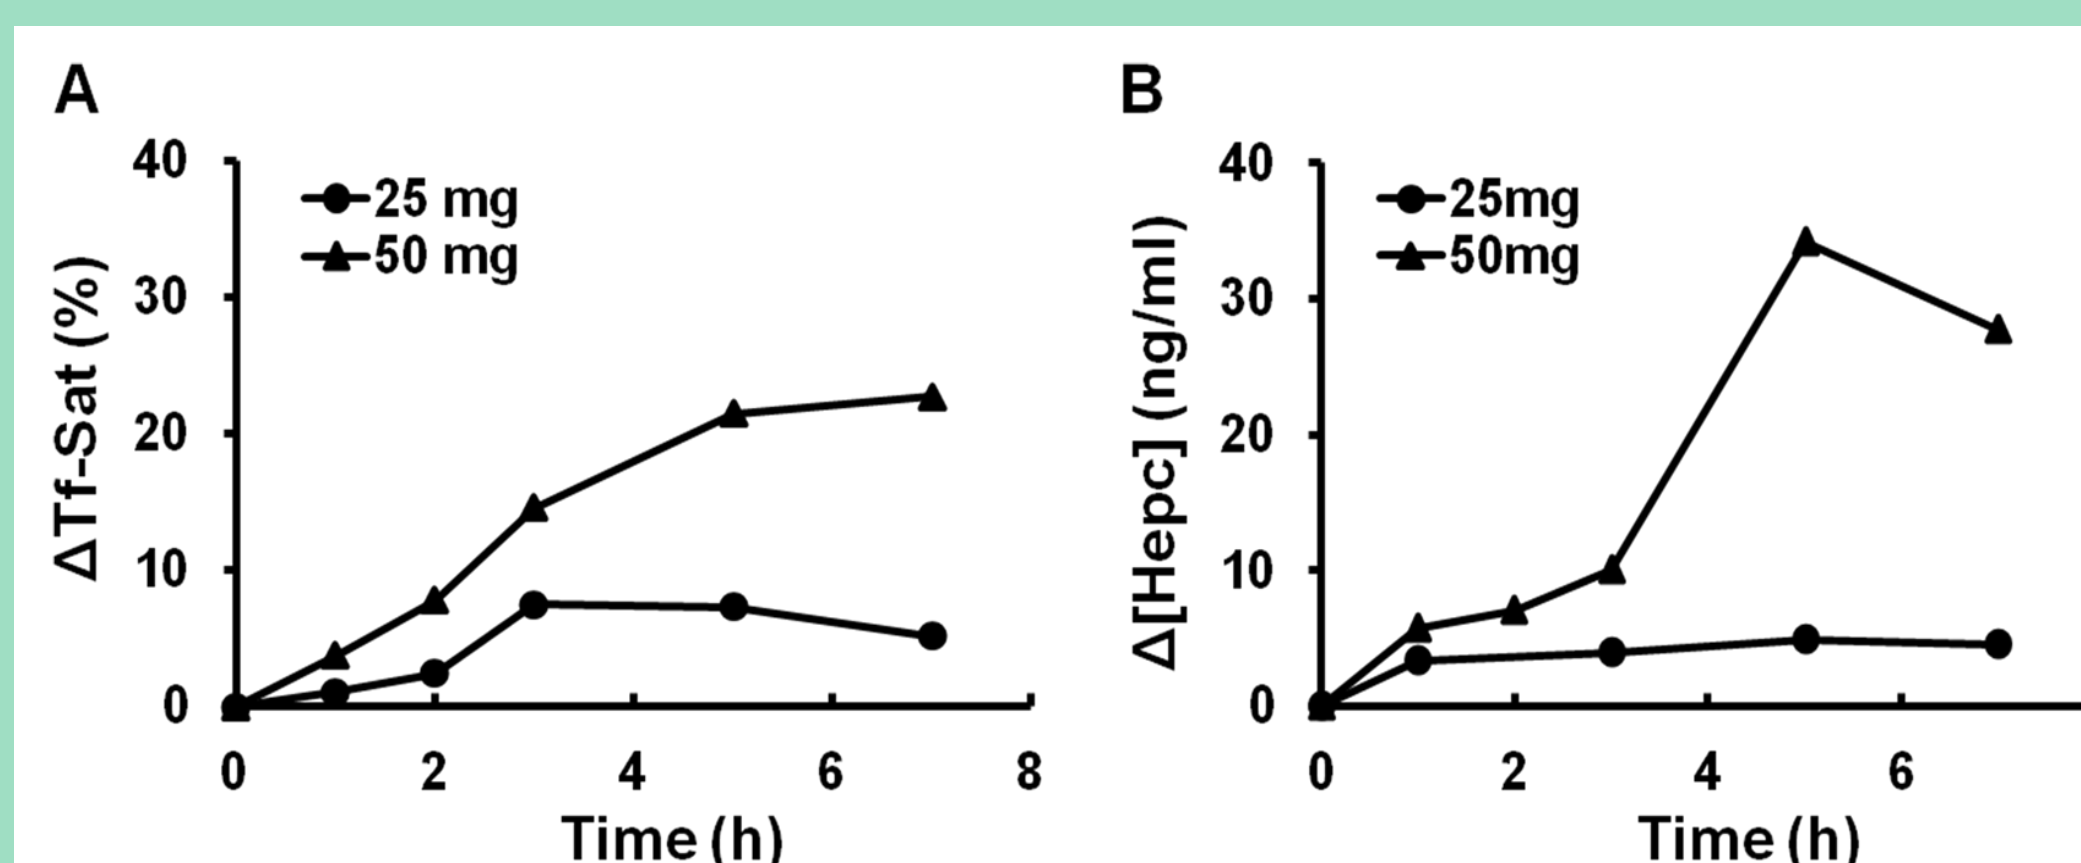 A
ΔTf-Sat (%)
40
30
20
10
0
25 mg
50 mg
0 2 4 6 8
Time (h)
B
Δ[Hepc] (ng/ml)
40
30
20
10
0
25mg
50mg
0 2 4 6
Time (h)